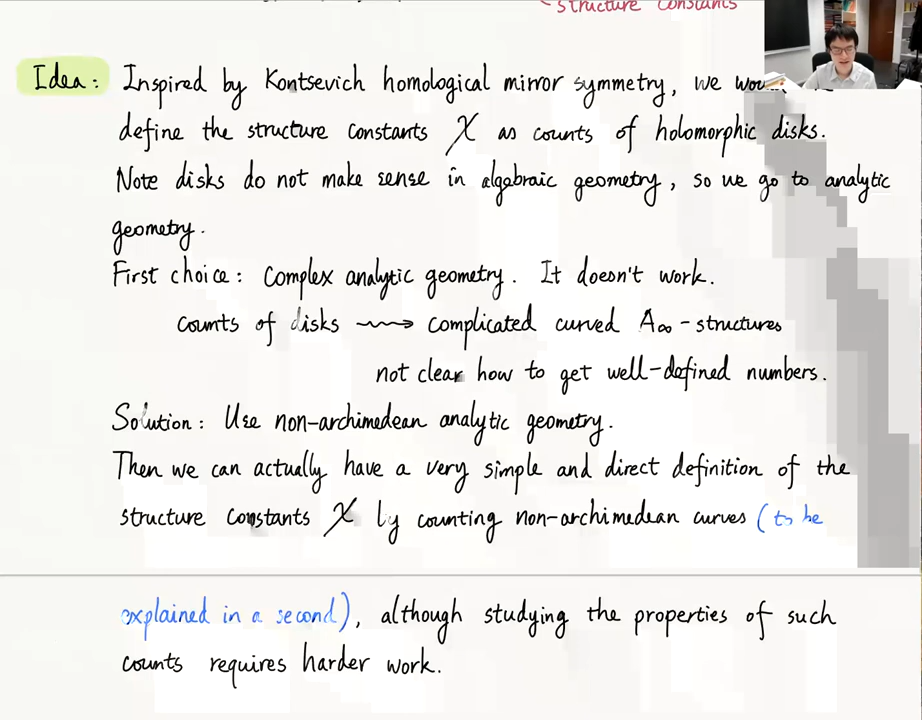 structure constants
Idea: Inspired by Kontsevich homological mirror symmetry, we
define the structure constants χ as counts of holomorphic disks.
Note disks do not make sense in algebraic geometry, so we go to analytic
geometry.
First choice: Complex analytic geometry. It doesn't work.
counts of disks ⟿ complicated curved A∞-structures
not clear how to get well-defined numbers.
Solution: Use non-archimedean analytic geometry.
Then we can actually have a very simple and direct definition of the
structure constants χ by counting non-archimedean curves (to be
explained in a second), although studying the properties of such
counts requires harder work.